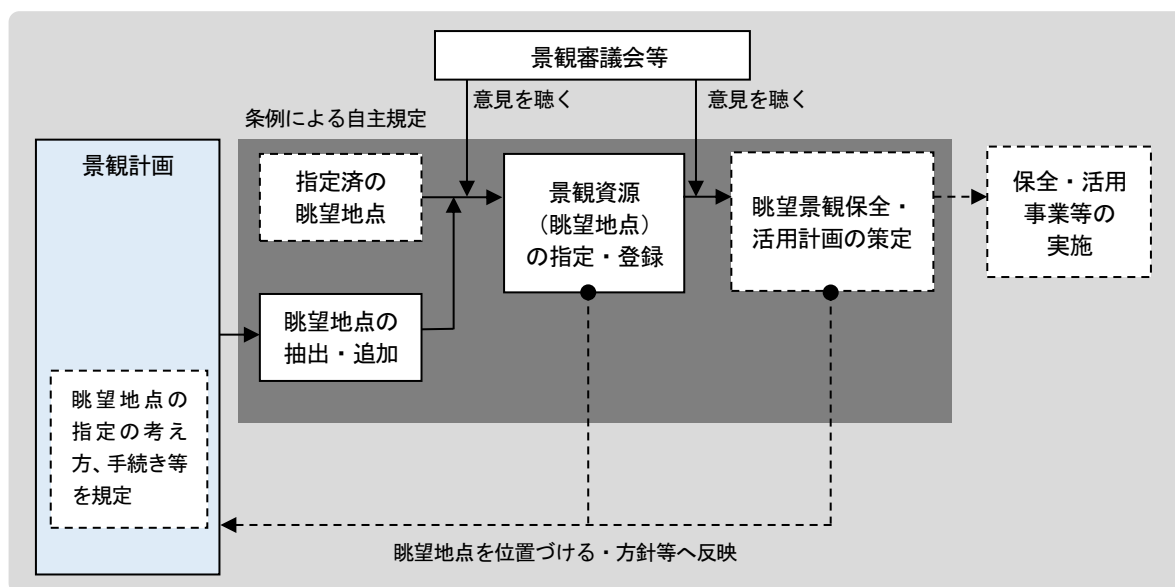 景観審議会等
意見を聴く
意見を聴く
条例による自主規定
景観計画
指定済の
眺望地点
景観資源
（眺望地点）
の指定・登録
眺望景観保全・
活用計画の策定
保全・活用
事業等の
実施
眺望地点の
抽出・追加
眺望地点の
指定の考え
方、手続き等
を規定
眺望地点を位置づける・方針等へ反映